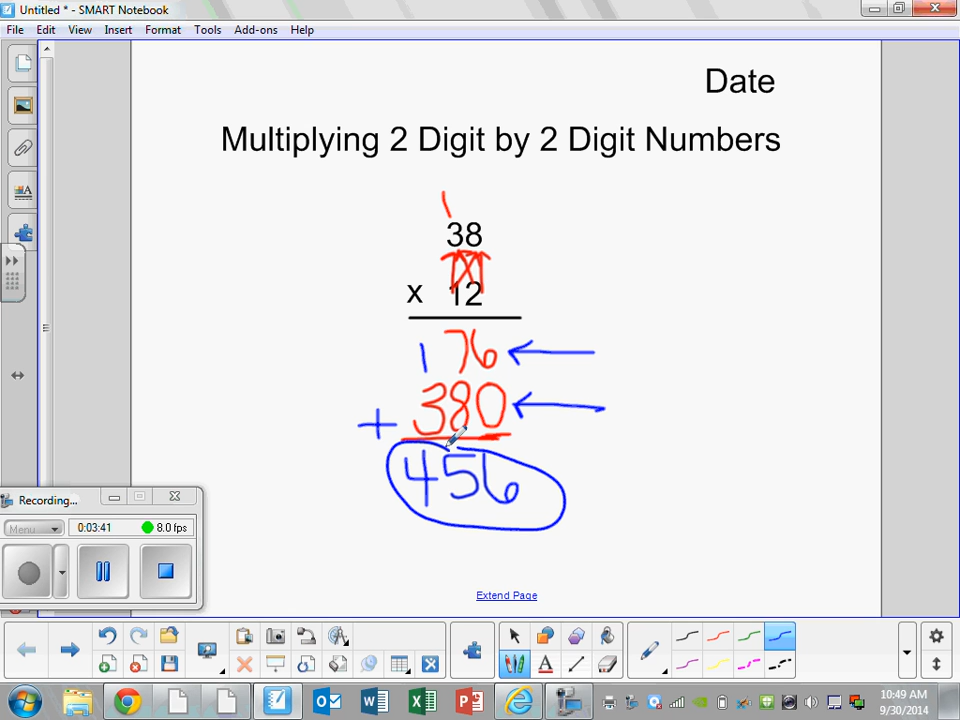 Untitled * - SMART Notebook
File Edit View Insert Format Tools Add-ons Help
Date
Multiplying 2 Digit by 2 Digit Numbers
1
38
x 12
1 76
+ 380
456
Recording...
Menu 0:03:41 8.0 fps
Extend Page
10:49 AM
9/30/2014